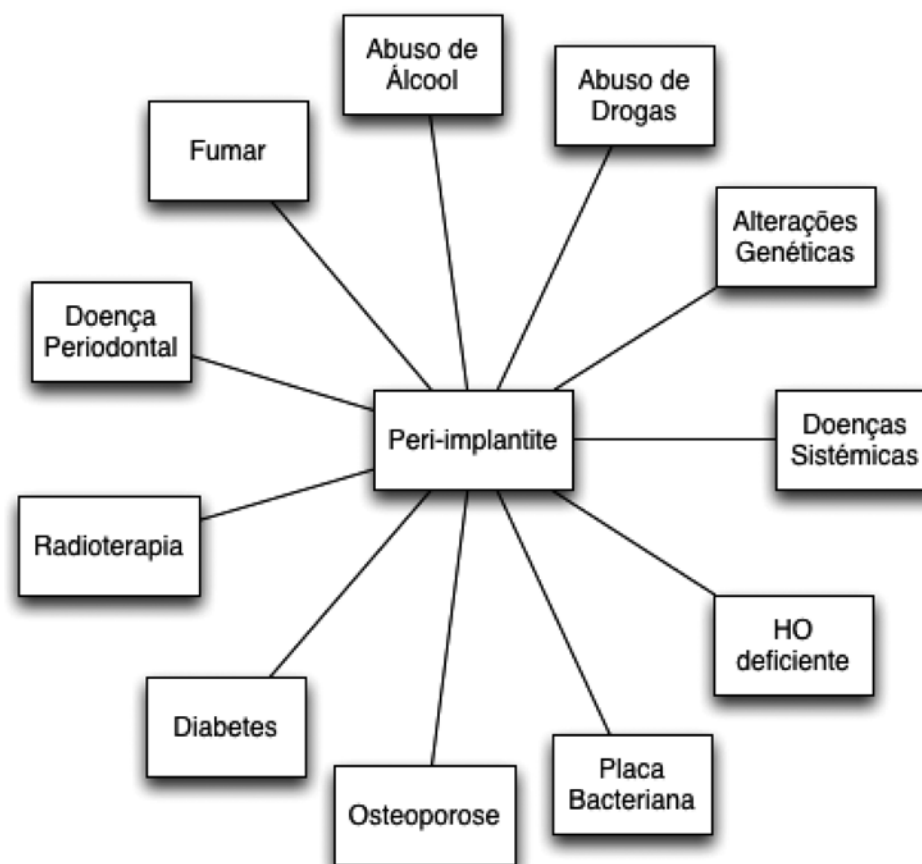 Abuso de
Álcool
Abuso de
Drogas
Fumar
Alterações
Genéticas
Doença
Periodontal
Peri-implantite
Doenças
Sistémicas
Radioterapia
HO
deficiente
Diabetes
Placa
Bacteriana
Osteoporose